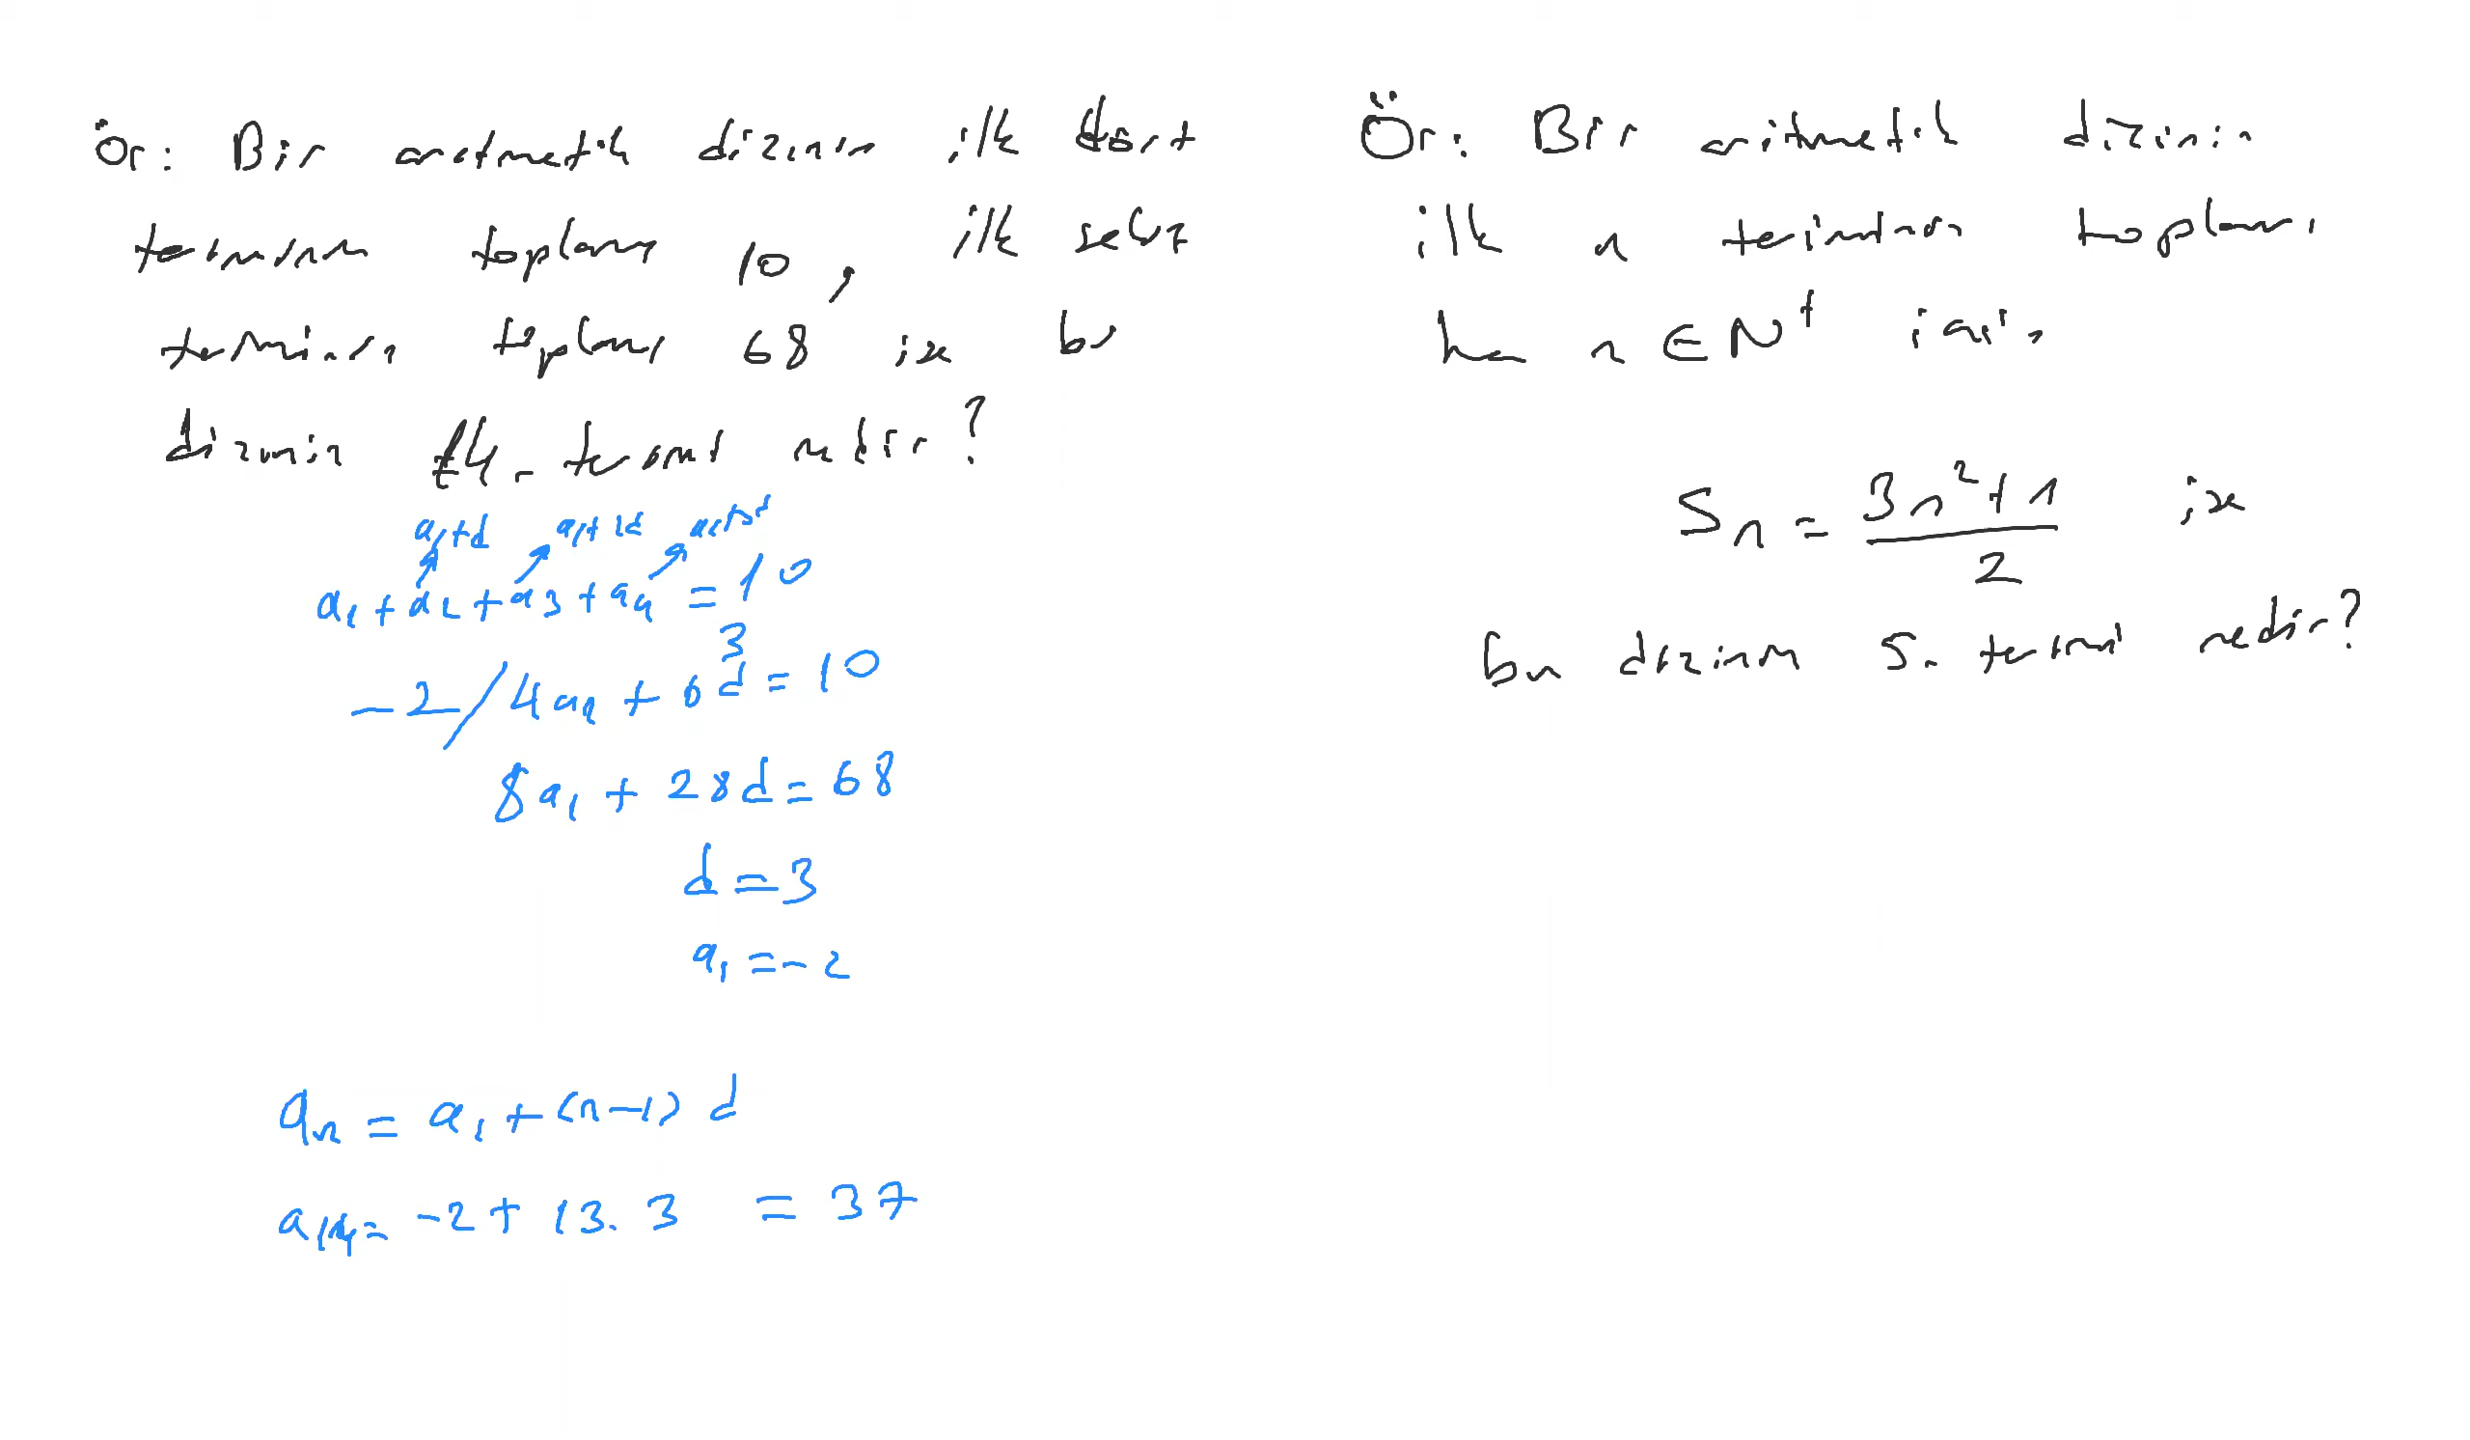 Ör: Bir aritmetik dizinin ilk dört
teriminin toplamı 10, ilk sekiz
teriminin toplamı 68 ise bu
dizinin 14. terimi nedir?
a1+d a1+2d a1+3d
a1+a2+a3+a4 = 10
3
-2/ 4a1 + 6d = 10
8a1 + 28d = 68
d = 3
a1 = -2
an = a1 + (n-1) d
a14 = -2 + 13.3 = 37
Ör: Bir aritmetik dizinin
ilk n teriminin toplamı
her n ∈ N+ için
Sn = (3n²+1)/2 ise
bu dizinin 5. terimi nedir?